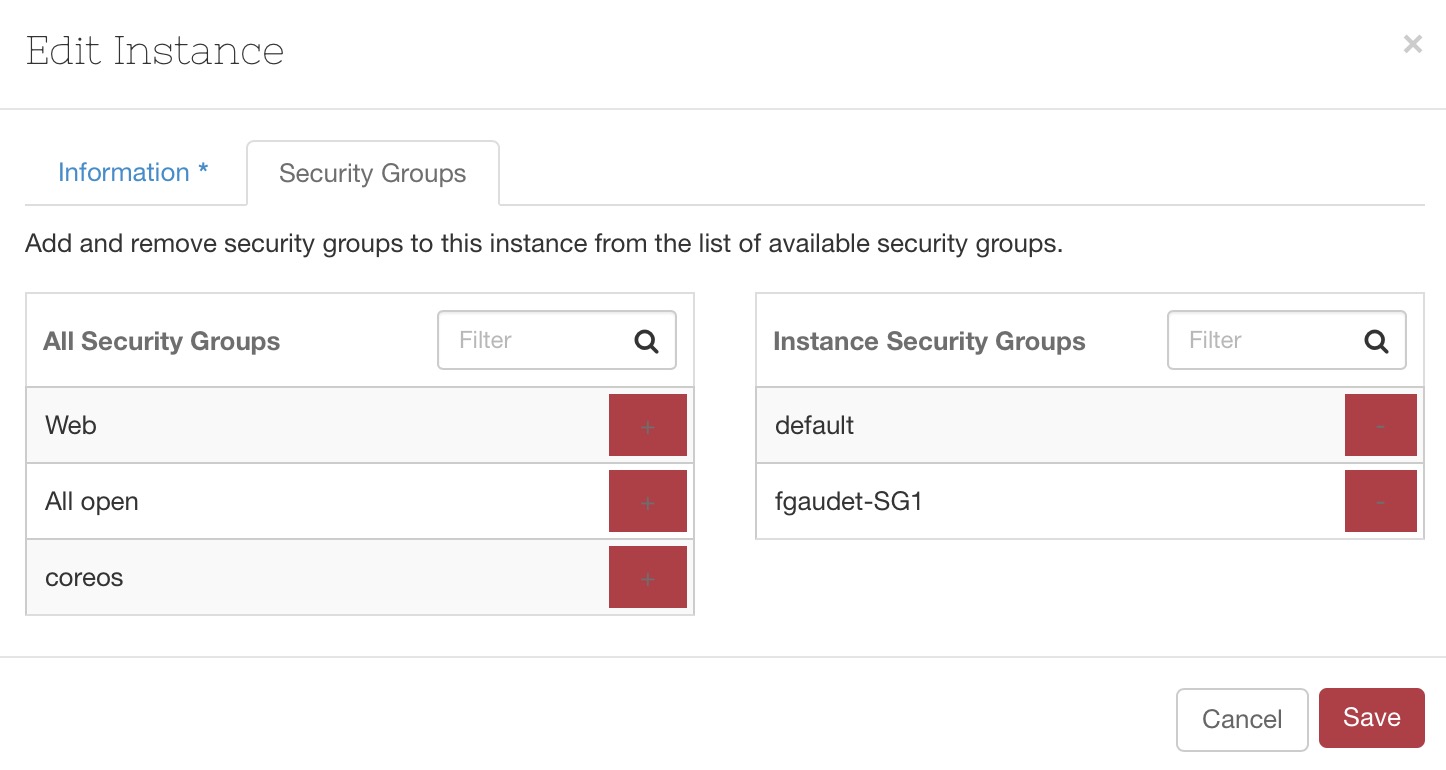 Edit Instance ×
Information * Security Groups
Add and remove security groups to this instance from the list of available security groups.
All Security Groups Filter
Web +
All open +
coreos +
Instance Security Groups Filter
default -
fgaudet-SG1 -
Cancel Save